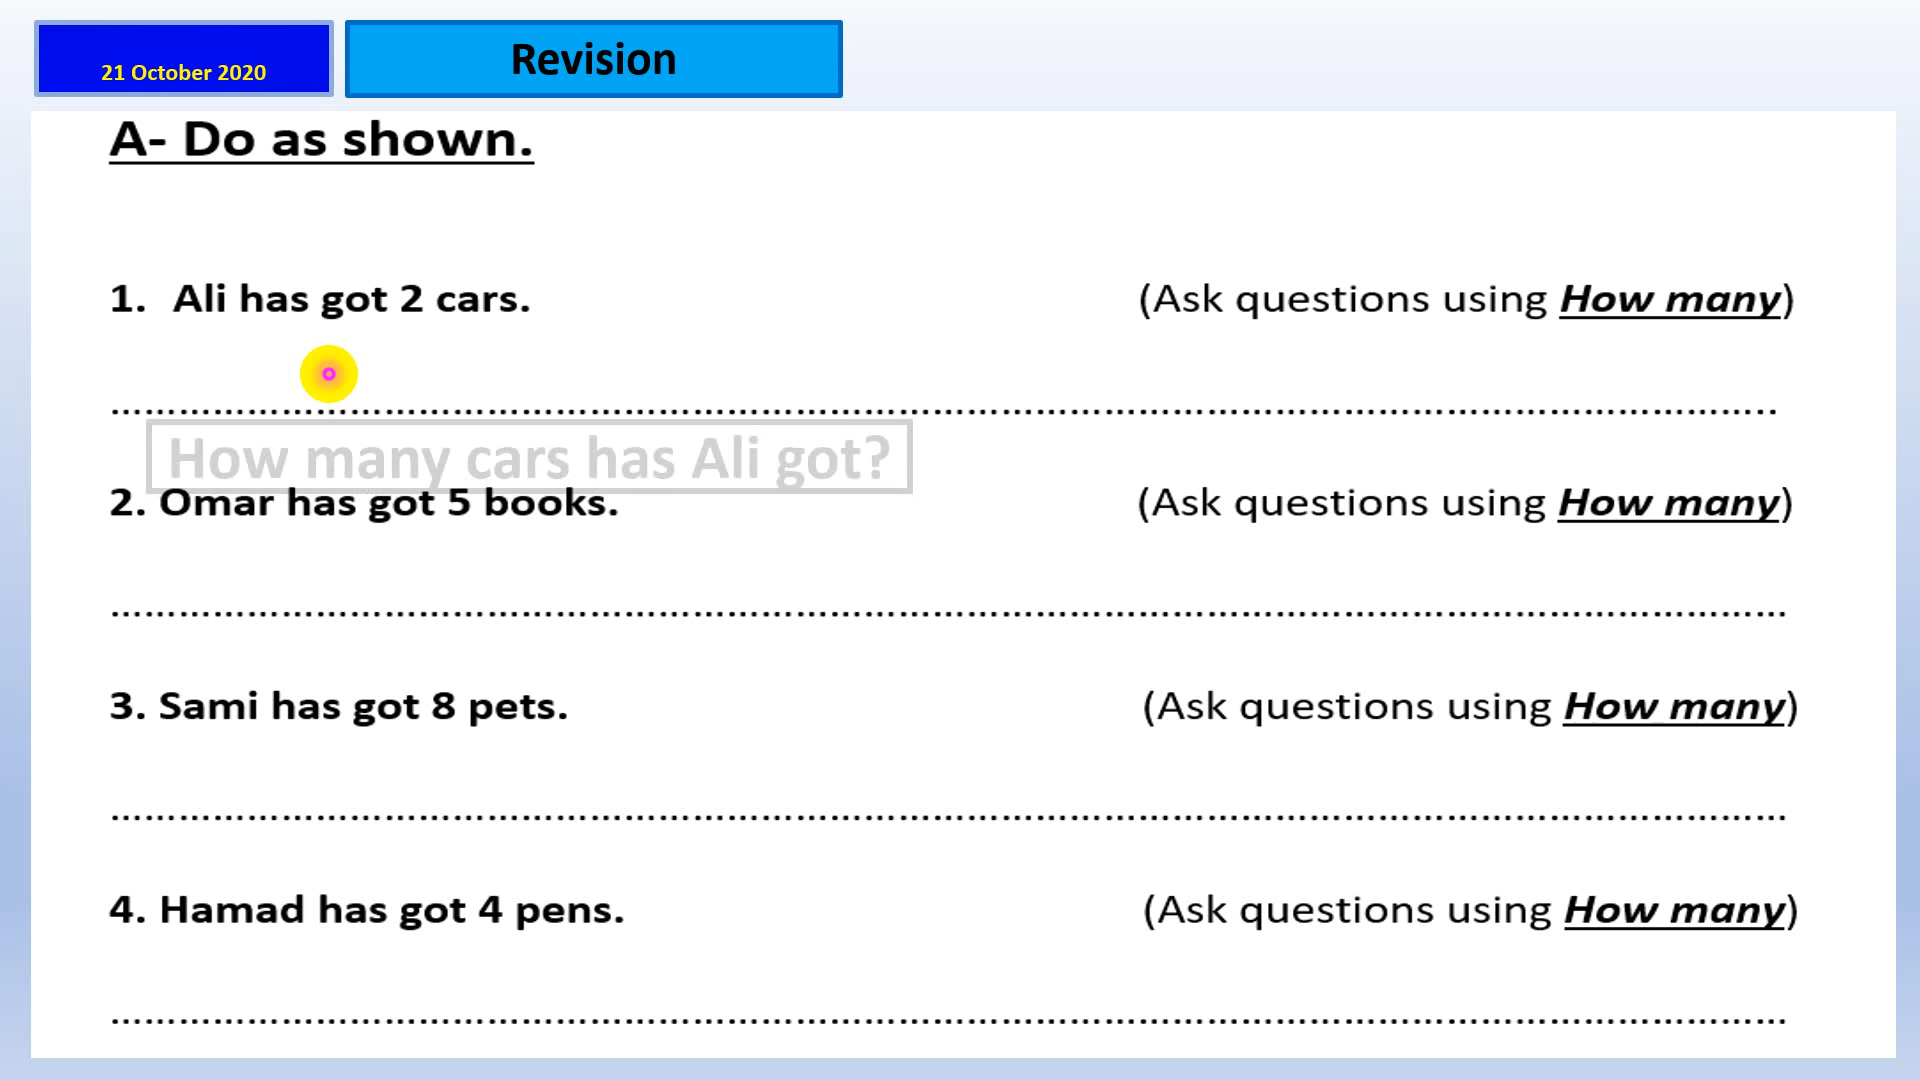 21 October 2020
Revision
A- Do as shown.
1. Ali has got 2 cars. (Ask questions using How many)
................................................................................
How many cars has Ali got?
2. Omar has got 5 books. (Ask questions using How many)
................................................................................
3. Sami has got 8 pets. (Ask questions using How many)
................................................................................
4. Hamad has got 4 pens. (Ask questions using How many)
................................................................................